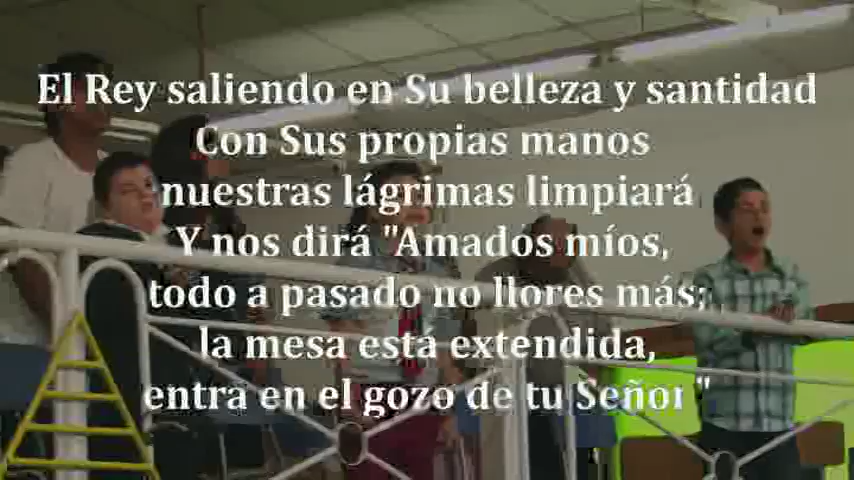 El Rey saliendo en Su belleza y santidad
Con Sus propias manos
nuestras lágrimas limpiará
Y nos dirá "Amados míos,
todo a pasado no llores más;
la mesa está extendida,
entra en el gozo de tu Señor "